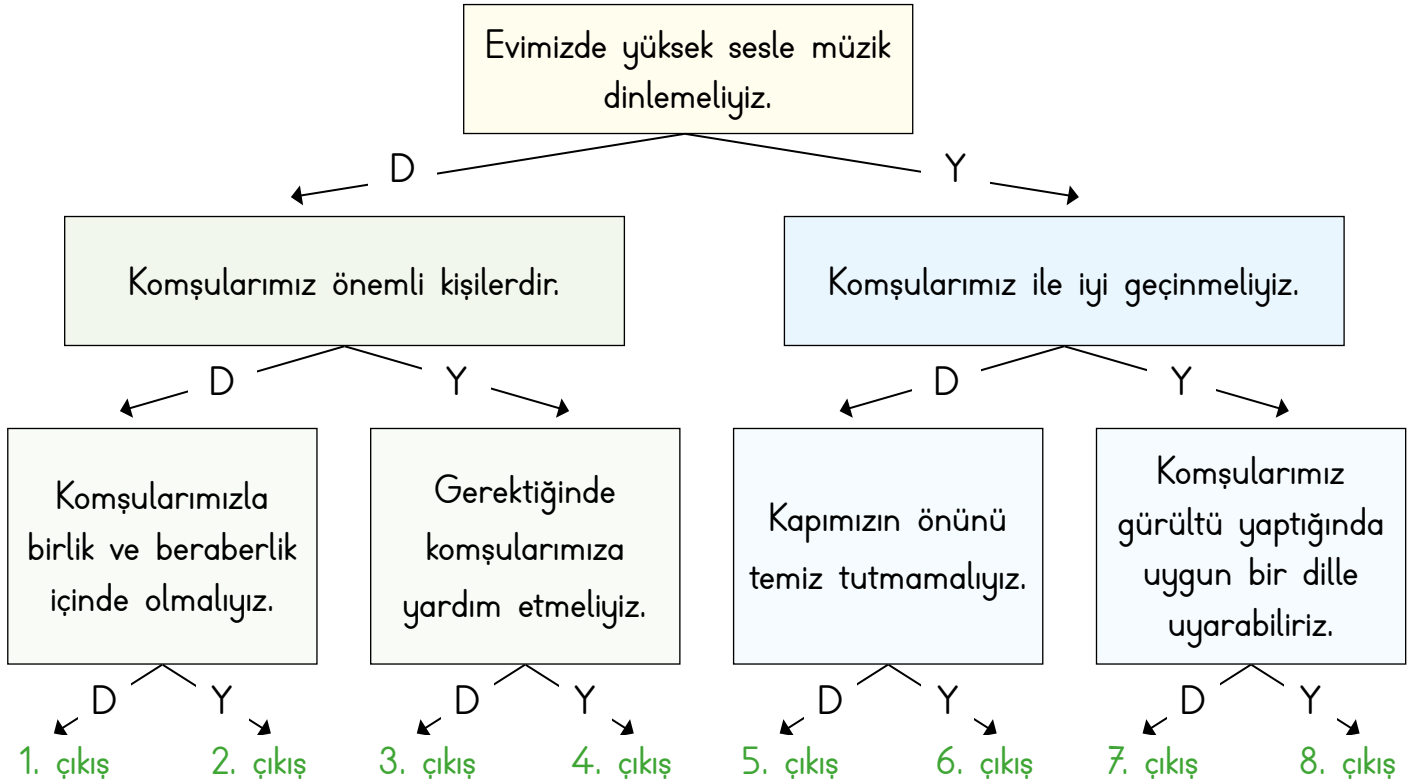 Evimizde yüksek sesle müzik
dinlemeliyiz.
D
Y
Komşularımız önemli kişilerdir.
Komşularımız ile iyi geçinmeliyiz.
D
Y
D
Y
Komşularımızla
birlik ve beraberlik
içinde olmalıyız.
Gerektiğinde
komşularımıza
yardım etmeliyiz.
Kapımızın önünü
temiz tutmamalıyız.
Komşularımız
gürültü yaptığında
uygun bir dille
uyarabiliriz.
D
Y
D
Y
D
Y
D
Y
1. çıkış
2. çıkış
3. çıkış
4. çıkış
5. çıkış
6. çıkış
7. çıkış
8. çıkış